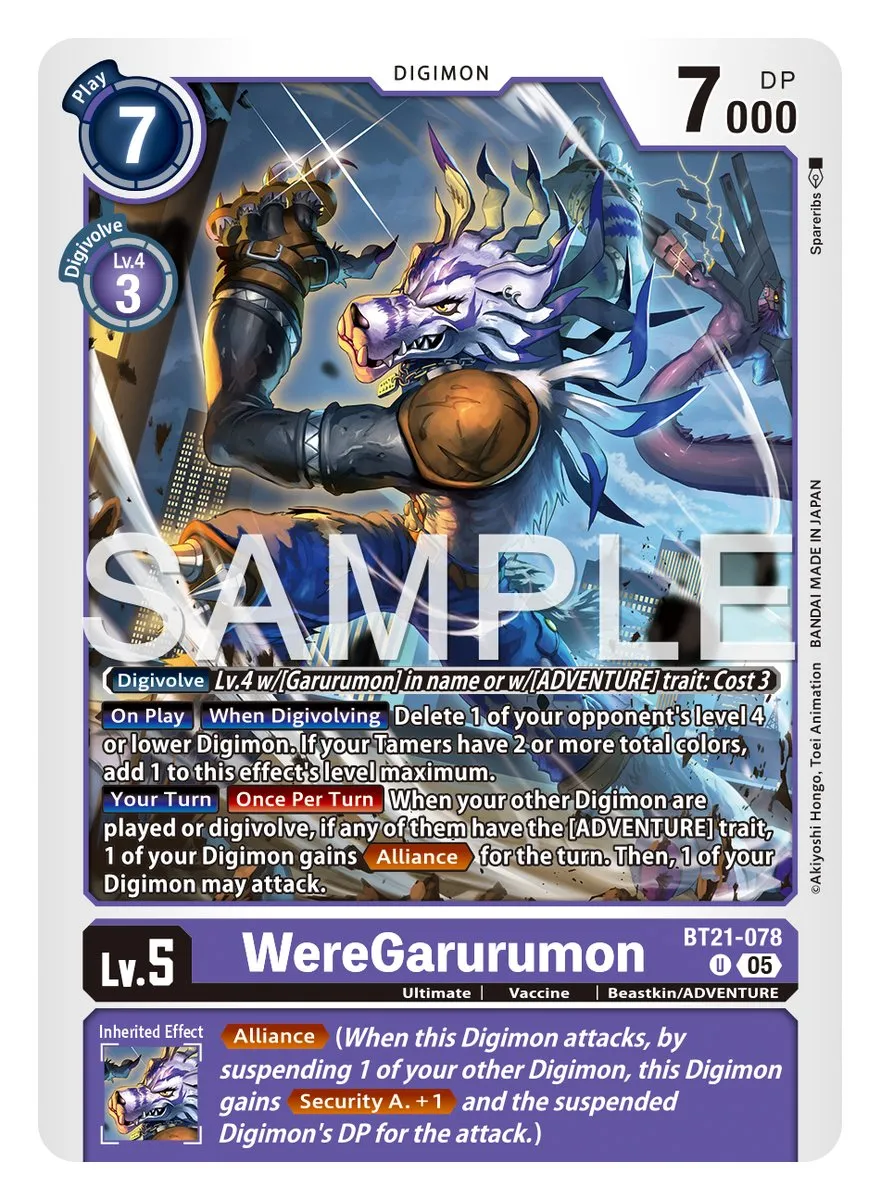 DIGIMON
Play
7
7000 DP
Digivolve
Lv.4
3
Spareribs
SAMPLE
Digivolve Lv.4 w/[Garurumon] in name or w/[ADVENTURE] trait: Cost 3
On Play When Digivolving Delete 1 of your opponent's level 4
or lower Digimon. If your Tamers have 2 or more total colors,
add 1 to this effect's level maximum.
Your Turn Once Per Turn When your other Digimon are
played or digivolve, if any of them have the [ADVENTURE] trait,
1 of your Digimon gains Alliance for the turn. Then, 1 of your
Digimon may attack.
©Akiyoshi Hongo, Toei Animation BANDAI MADE IN JAPAN
Lv.5
WereGarurumon
BT21-078
U 05
Ultimate | Vaccine | Beastkin/ADVENTURE
Inherited Effect
Alliance (When this Digimon attacks, by
suspending 1 of your other Digimon, this Digimon
gains Security A. +1 and the suspended
Digimon's DP for the attack.)